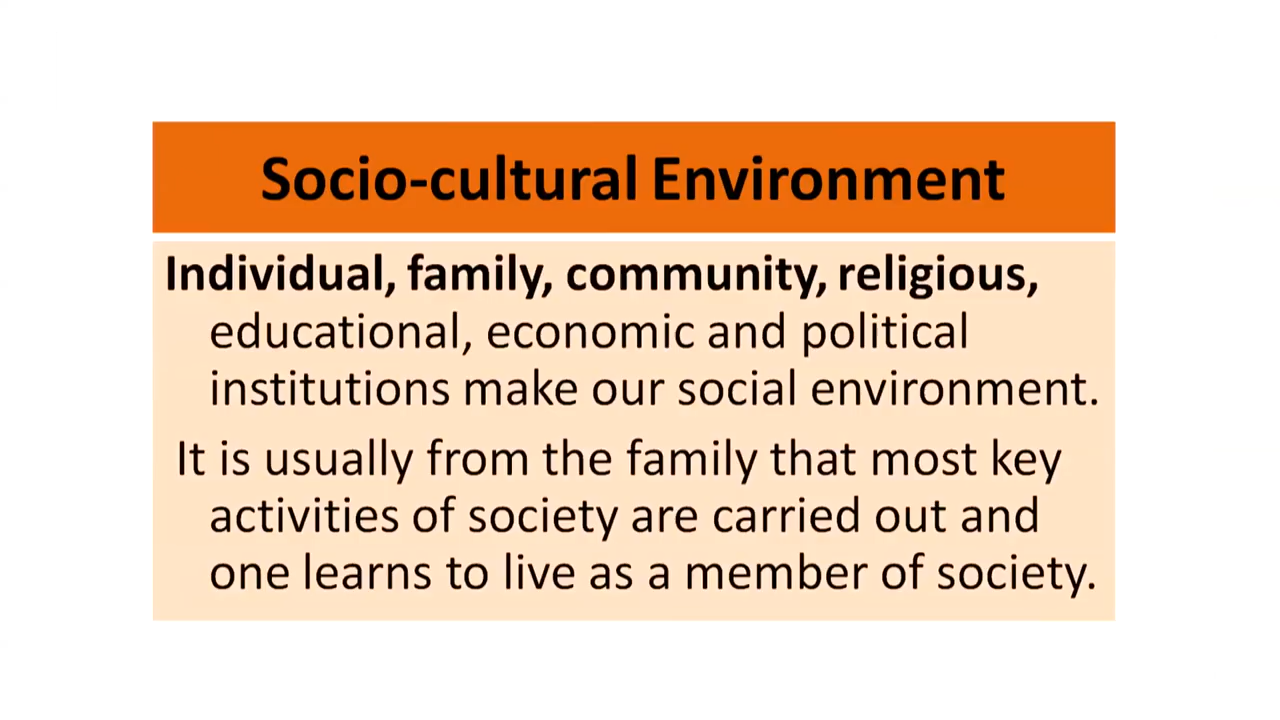 Socio-cultural Environment
Individual, family, community, religious,
educational, economic and political
institutions make our social environment.
It is usually from the family that most key
activities of society are carried out and
one learns to live as a member of society.